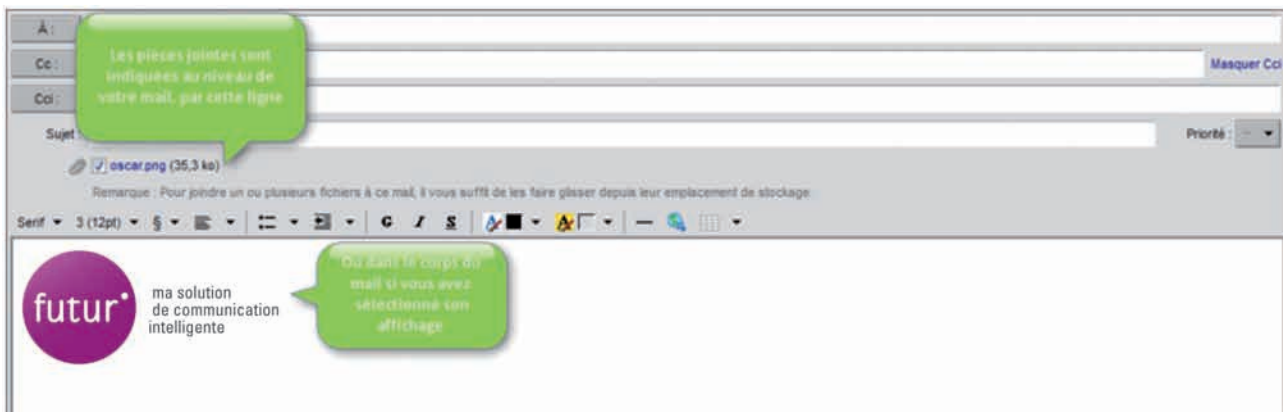 À :
Les pièces jointes sont
indiquées au niveau de
votre mail, par cette ligne
Cc :
Masquer Cci
Cci :
Sujet :
Priorité :
oscar.png (35,3 ko)
Remarque : Pour joindre un ou plusieurs fichiers à ce mail, il vous suffit de les faire glisser depuis leur emplacement de stockage
Serif 3 (12pt) § G I S
Ou dans le corps du
mail si vous avez
sélectionné son
affichage
futur
ma solution
de communication
intelligente